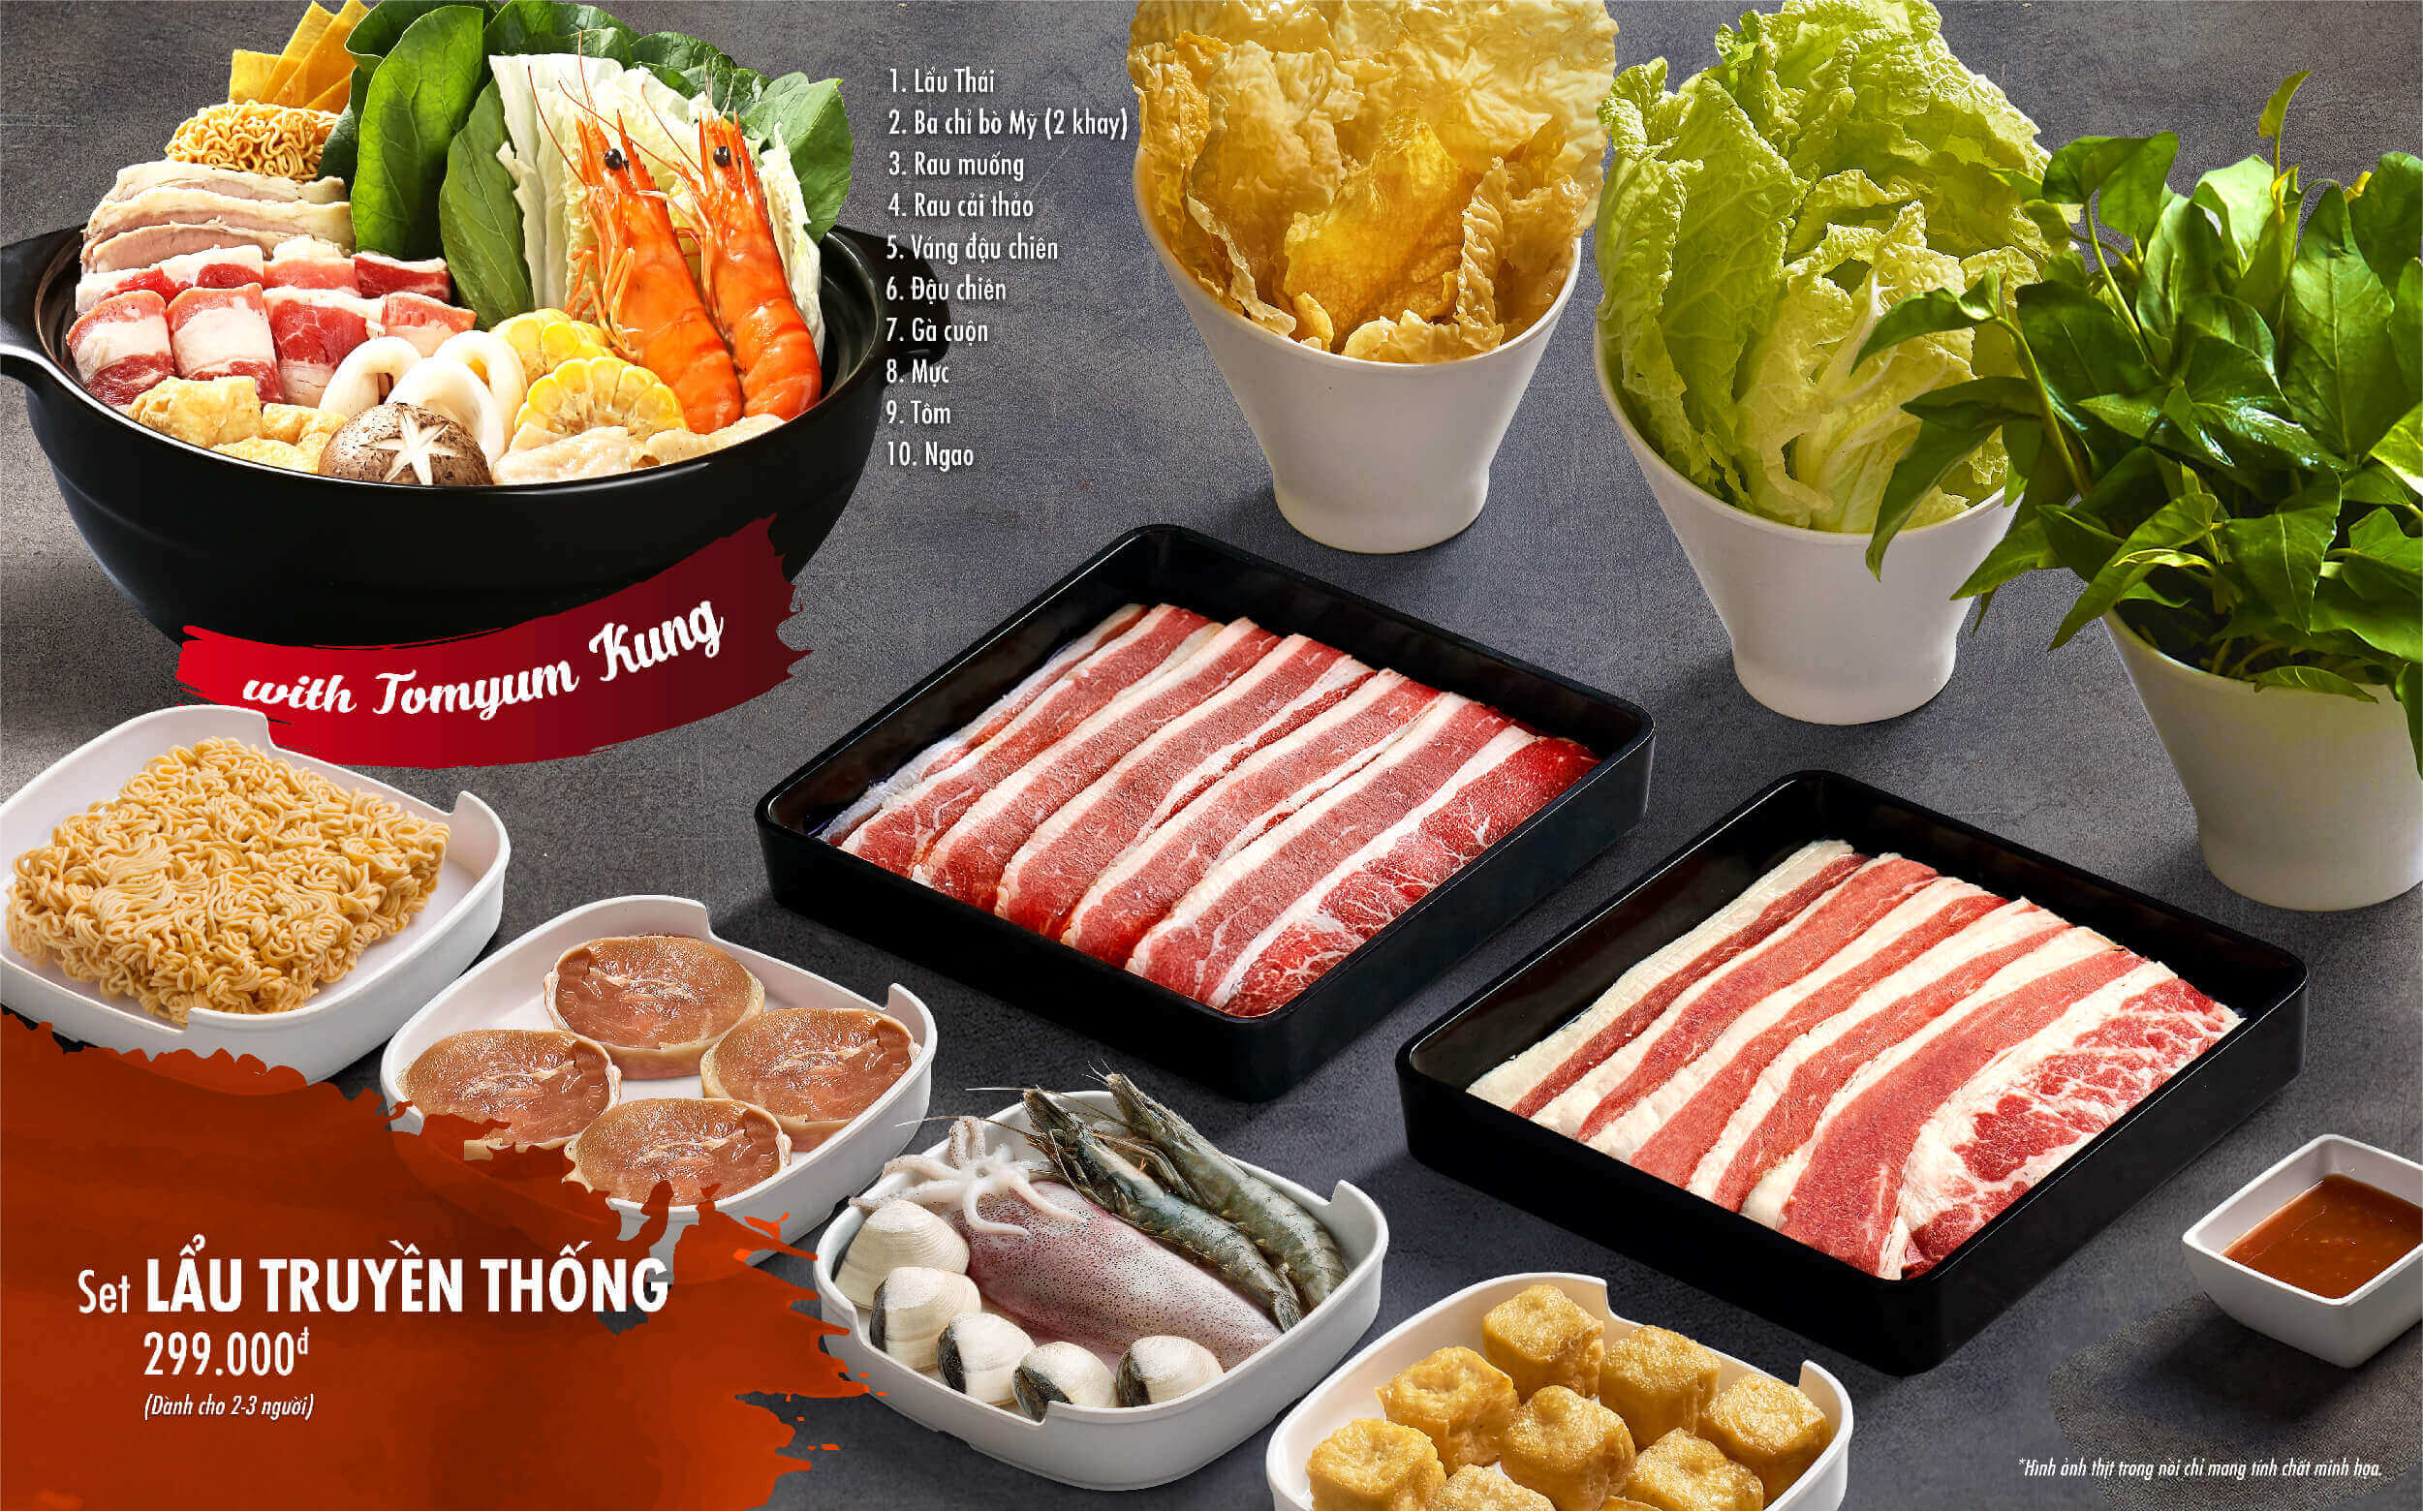 1. Lẩu Thái
2. Ba chỉ bò Mỹ (2 khay)
3. Rau muống
4. Rau cải thảo
5. Váng đậu chiên
6. Đậu chiên
7. Gà cuộn
8. Mực
9. Tôm
10. Ngao
with Tomyum Kung
Set LẨU TRUYỀN THỐNG
299.000đ
(Dành cho 2-3 người)
*Hình ảnh thịt trong nồi chỉ mang tính chất minh họa.